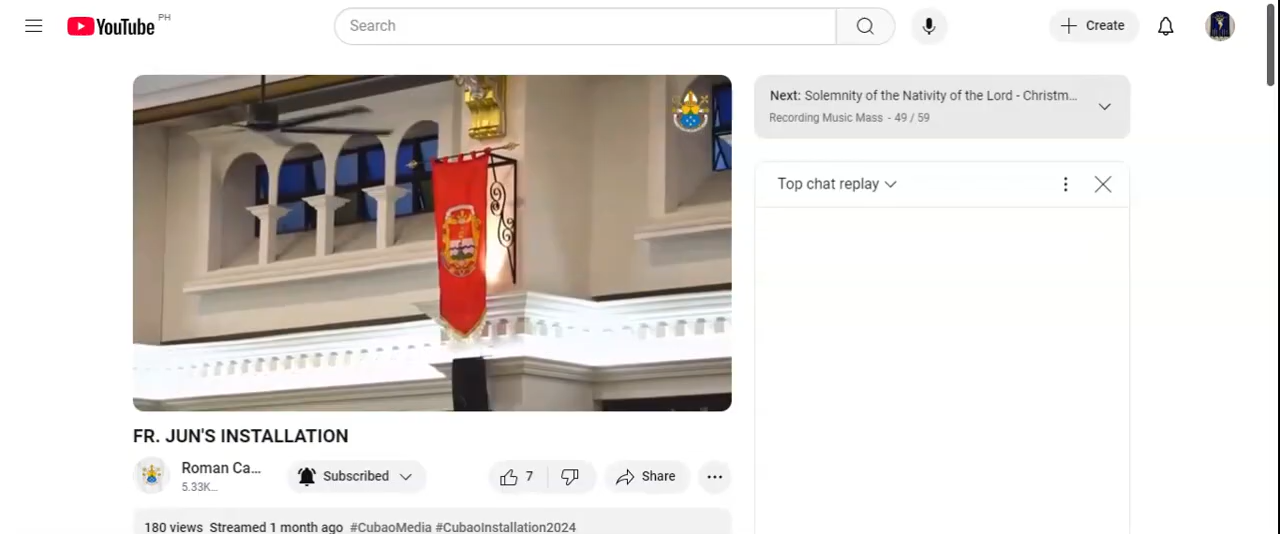 YouTube PH
Search
Create
Next: Solemnity of the Nativity of the Lord - Christm...
Recording Music Mass - 49 / 59
Top chat replay
FR. JUN'S INSTALLATION
Roman Ca...
5.33K...
Subscribed
7
Share
180 views Streamed 1 month ago #CubaoMedia #CubaoInstallation2024